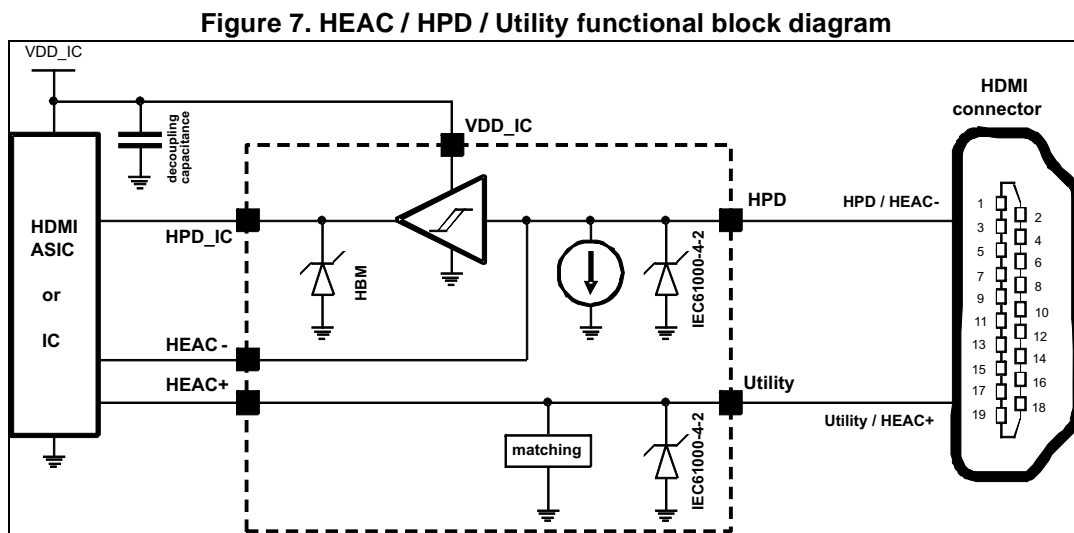 Figure 7. HEAC / HPD / Utility functional block diagram
VDD_IC
decoupling
capacitance
VDD_IC
HDMI
connector
HDMI
ASIC
or
IC
HPD_IC
HBM
IEC61000-4-2
HPD
HPD / HEAC-
HEAC -
HEAC+
matching
IEC61000-4-2
Utility
Utility / HEAC+
1
2
3
4
5
6
7
8
9
10
11
12
13
14
15
16
17
18
19